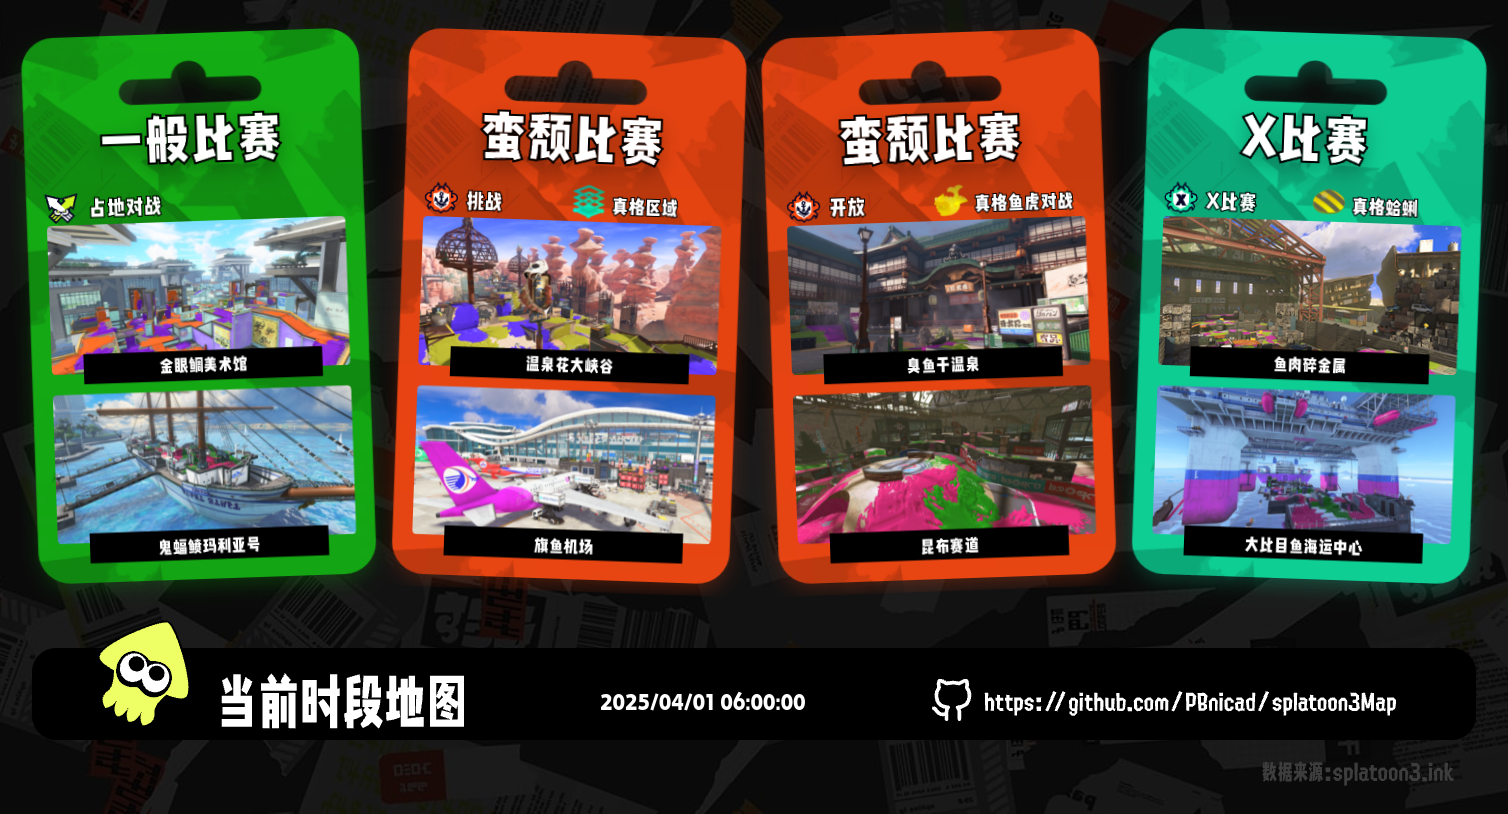 一般比赛
占地对战
金眼鲷美术馆
鬼蝠鲼玛利亚号
蛮颓比赛
挑战
真格区域
温泉花大峡谷
旗鱼机场
蛮颓比赛
开放
真格鱼虎对战
臭鱼干温泉
昆布赛道
X比赛
X比赛
真格蛤蜊
鱼肉碎金属
大比目鱼海运中心
当前时段地图
2025/04/01 06:00:00
https://github.com/PBnicad/splatoon3Map
数据来源:splatoon3.ink